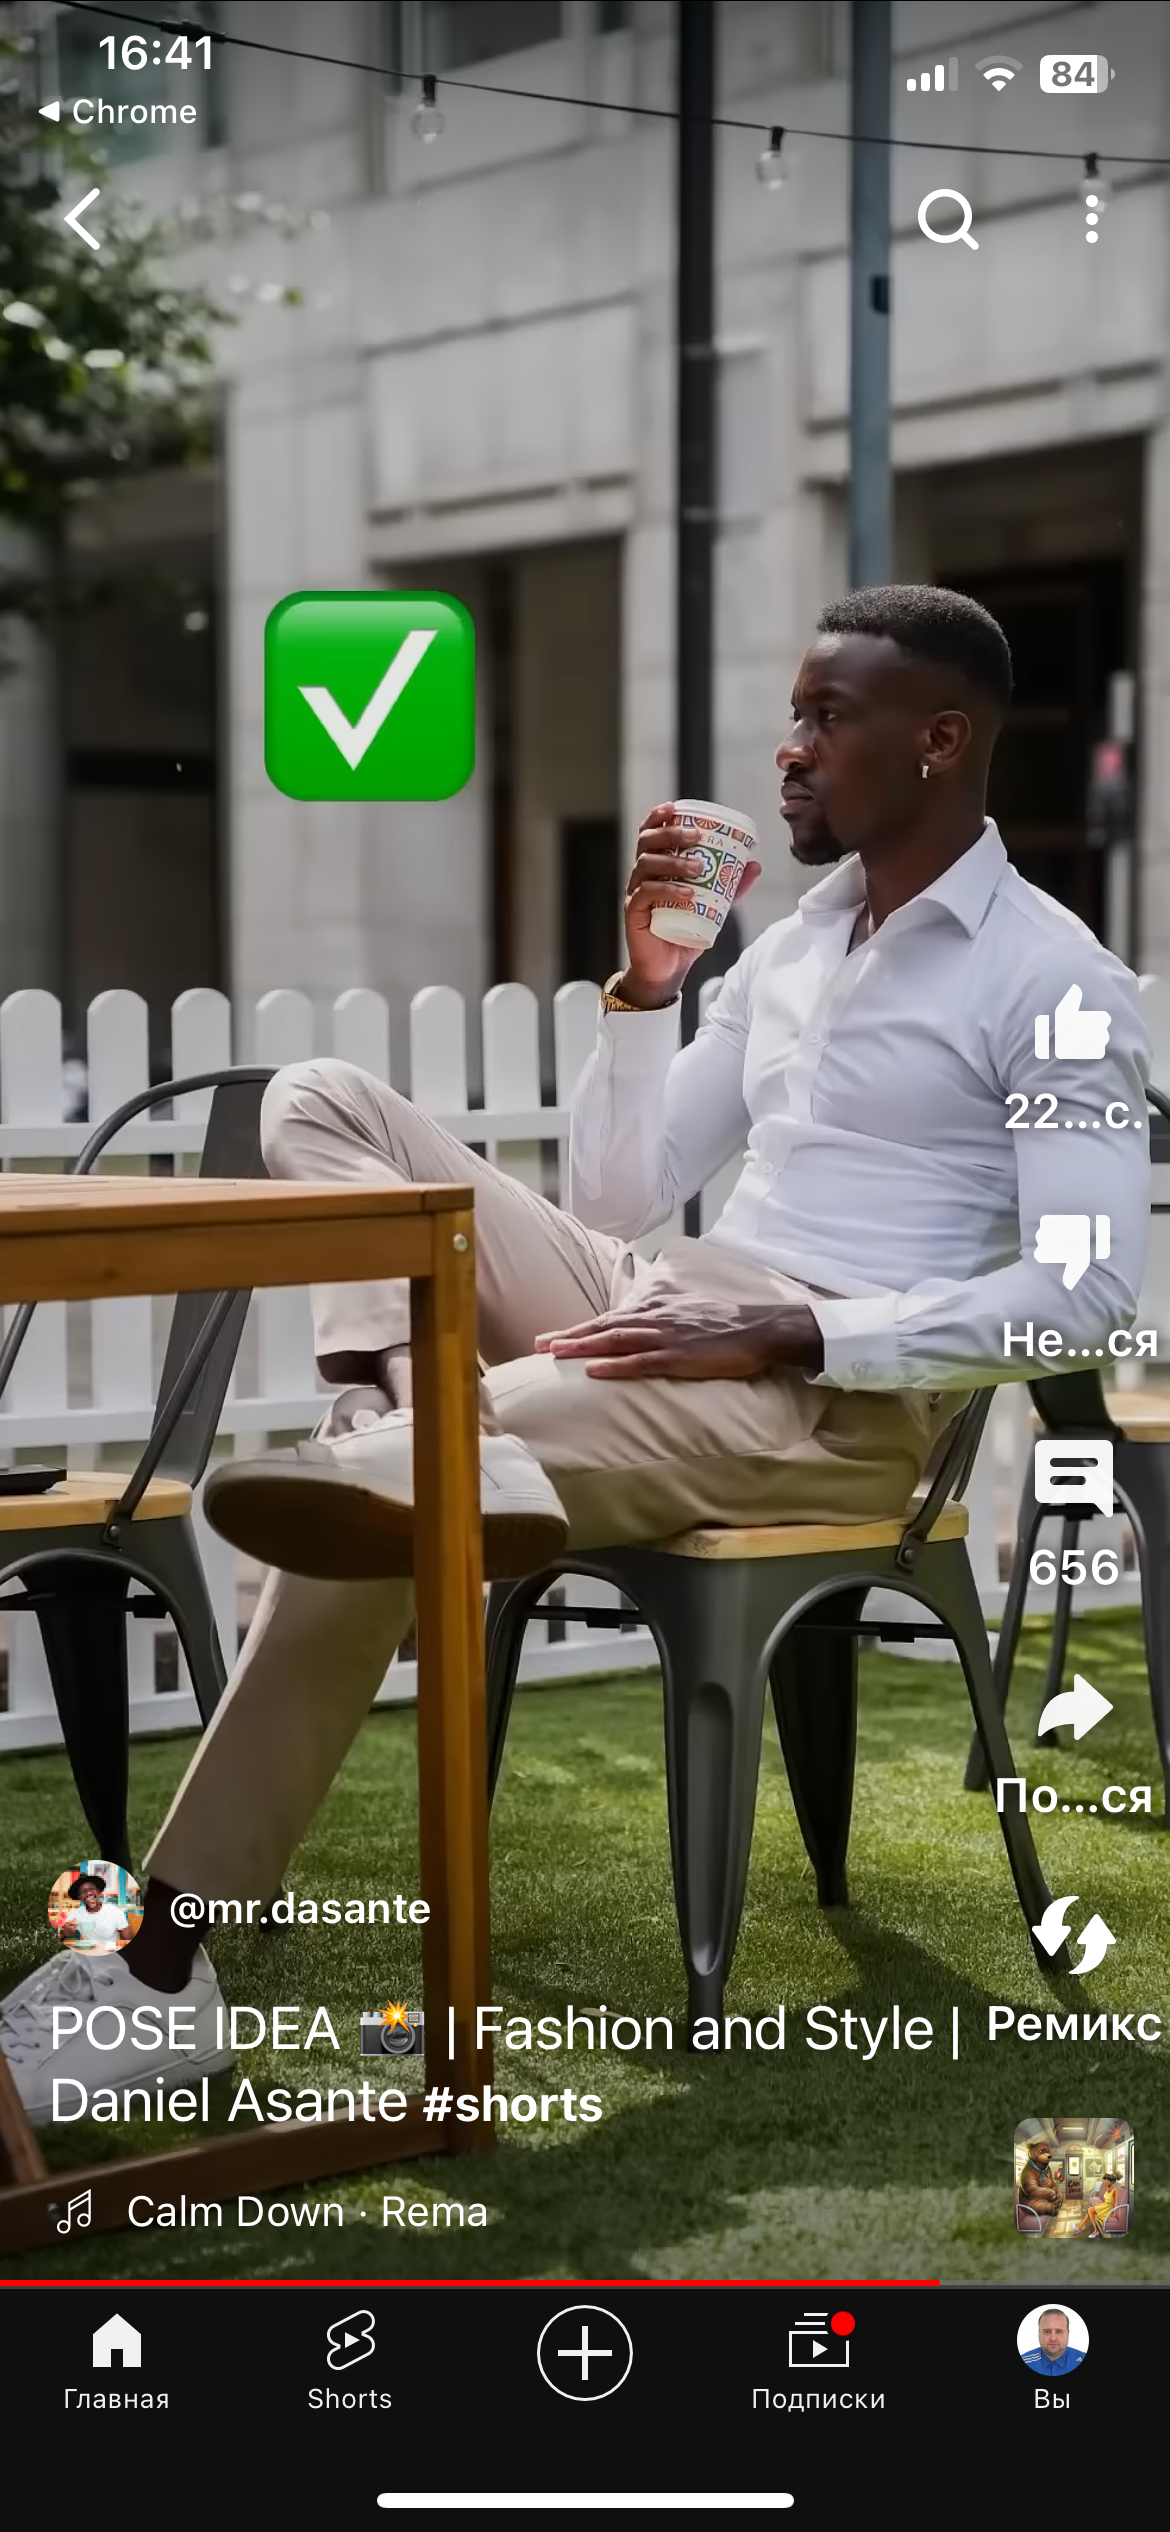 16:41
84
Chrome
22...с.
Не...ся
656
По...ся
@mr.dasante
POSE IDEA 📸 | Fashion and Style |
Daniel Asante #shorts
Ремикс
Calm Down · Rema
Главная
Shorts
Подписки
Вы